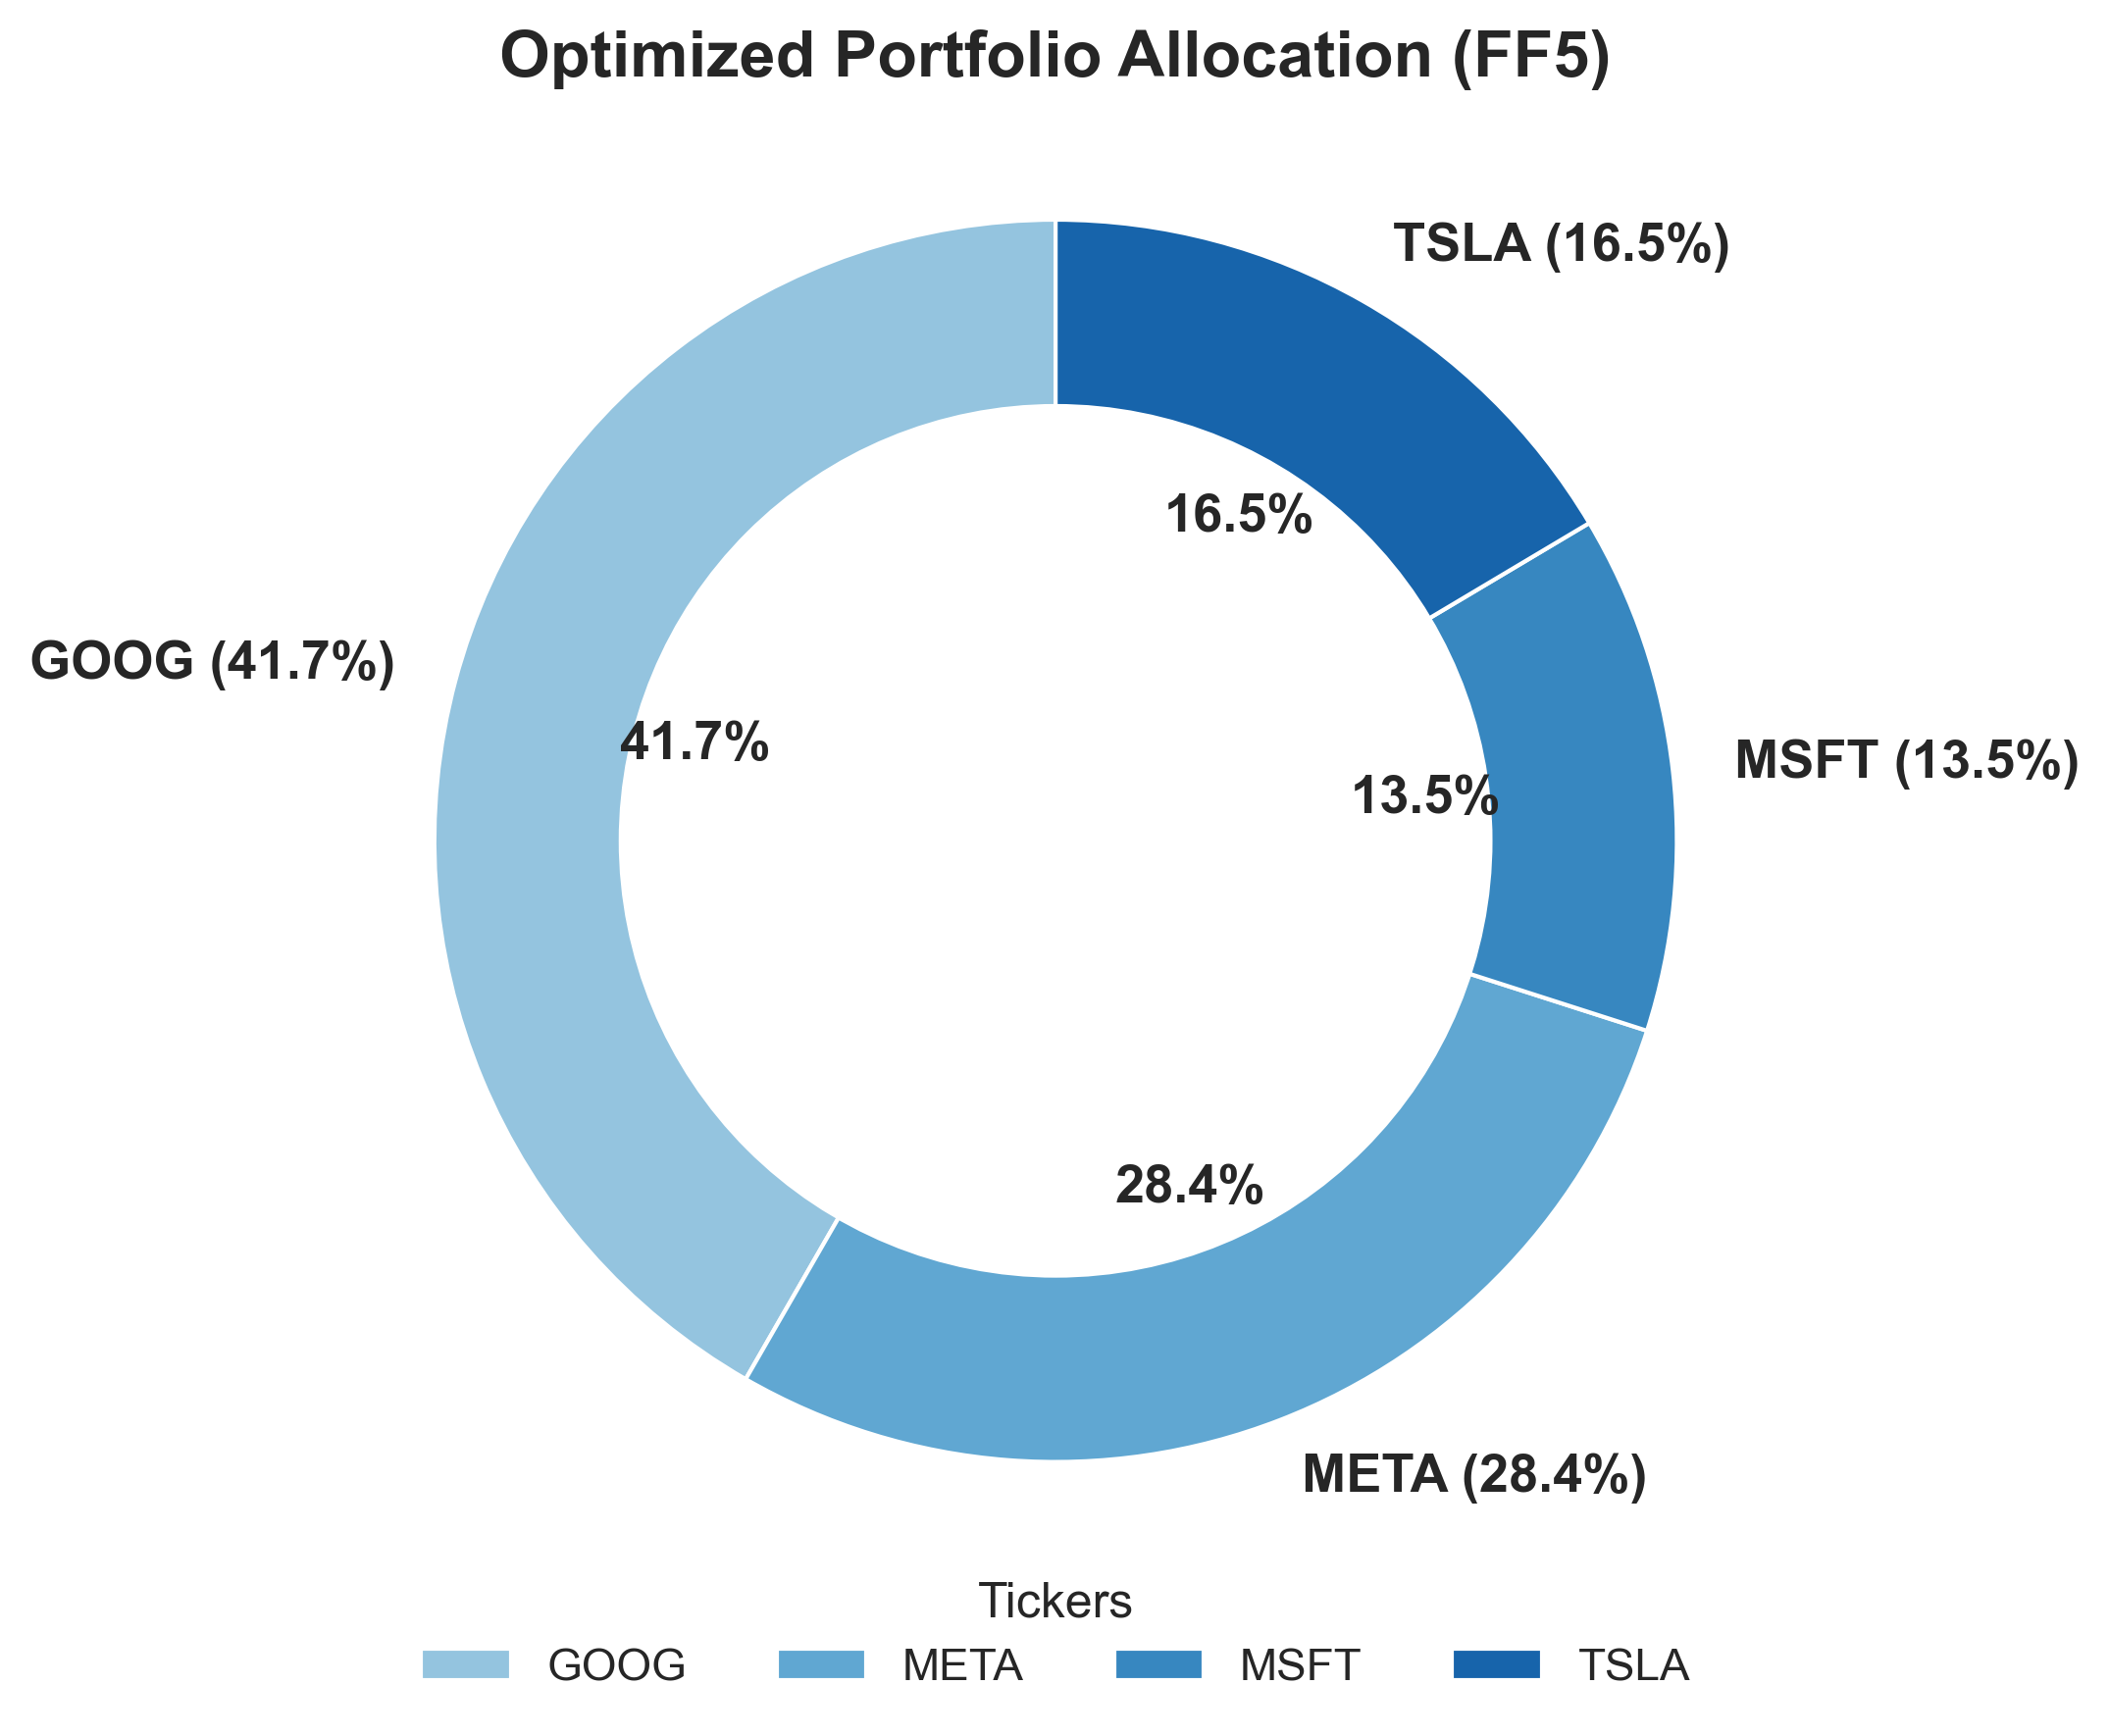 Optimized Portfolio Allocation (FF5)
TSLA (16.5%)
16.5%
GOOG (41.7%)
41.7%
MSFT (13.5%)
13.5%
28.4%
META (28.4%)
Tickers
GOOG META MSFT TSLA